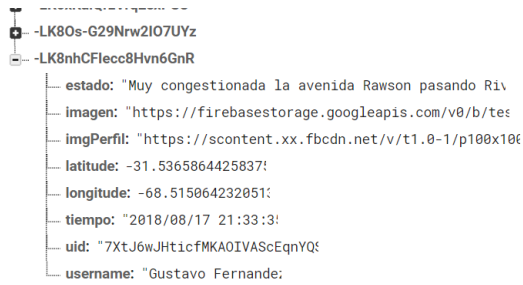 -LK8Os-G29Nrw2IO7UYz
-LK8nhCFIecc8Hvn6GnR
estado: "Muy congestionada la avenida Rawson pasando
imagen: "https://firebasestorage.googleapis.com/v0/b/tes
imgPerfil: "https://scontent.xx.fbcdn.net/v/t1.0-1/p100x100
latitude: -31.5365864425837
longitude: -68.515064232051
tiempo: "2018/08/17 21:33:3
uid: "7XtJ6wJHticfMKAOIVAScEqnYQ
username: "Gustavo